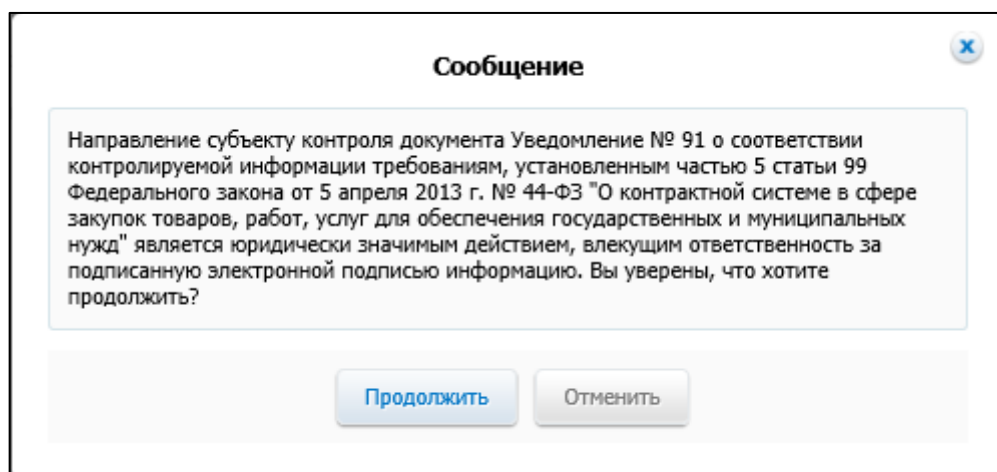 Сообщение
Направление субъекту контроля документа Уведомление № 91 о соответствии
контролируемой информации требованиям, установленным частью 5 статьи 99
Федерального закона от 5 апреля 2013 г. № 44-ФЗ "О контрактной системе в сфере
закупок товаров, работ, услуг для обеспечения государственных и муниципальных
нужд" является юридически значимым действием, влекущим ответственность за
подписанную электронной подписью информацию. Вы уверены, что хотите
продолжить?
Продолжить
Отменить